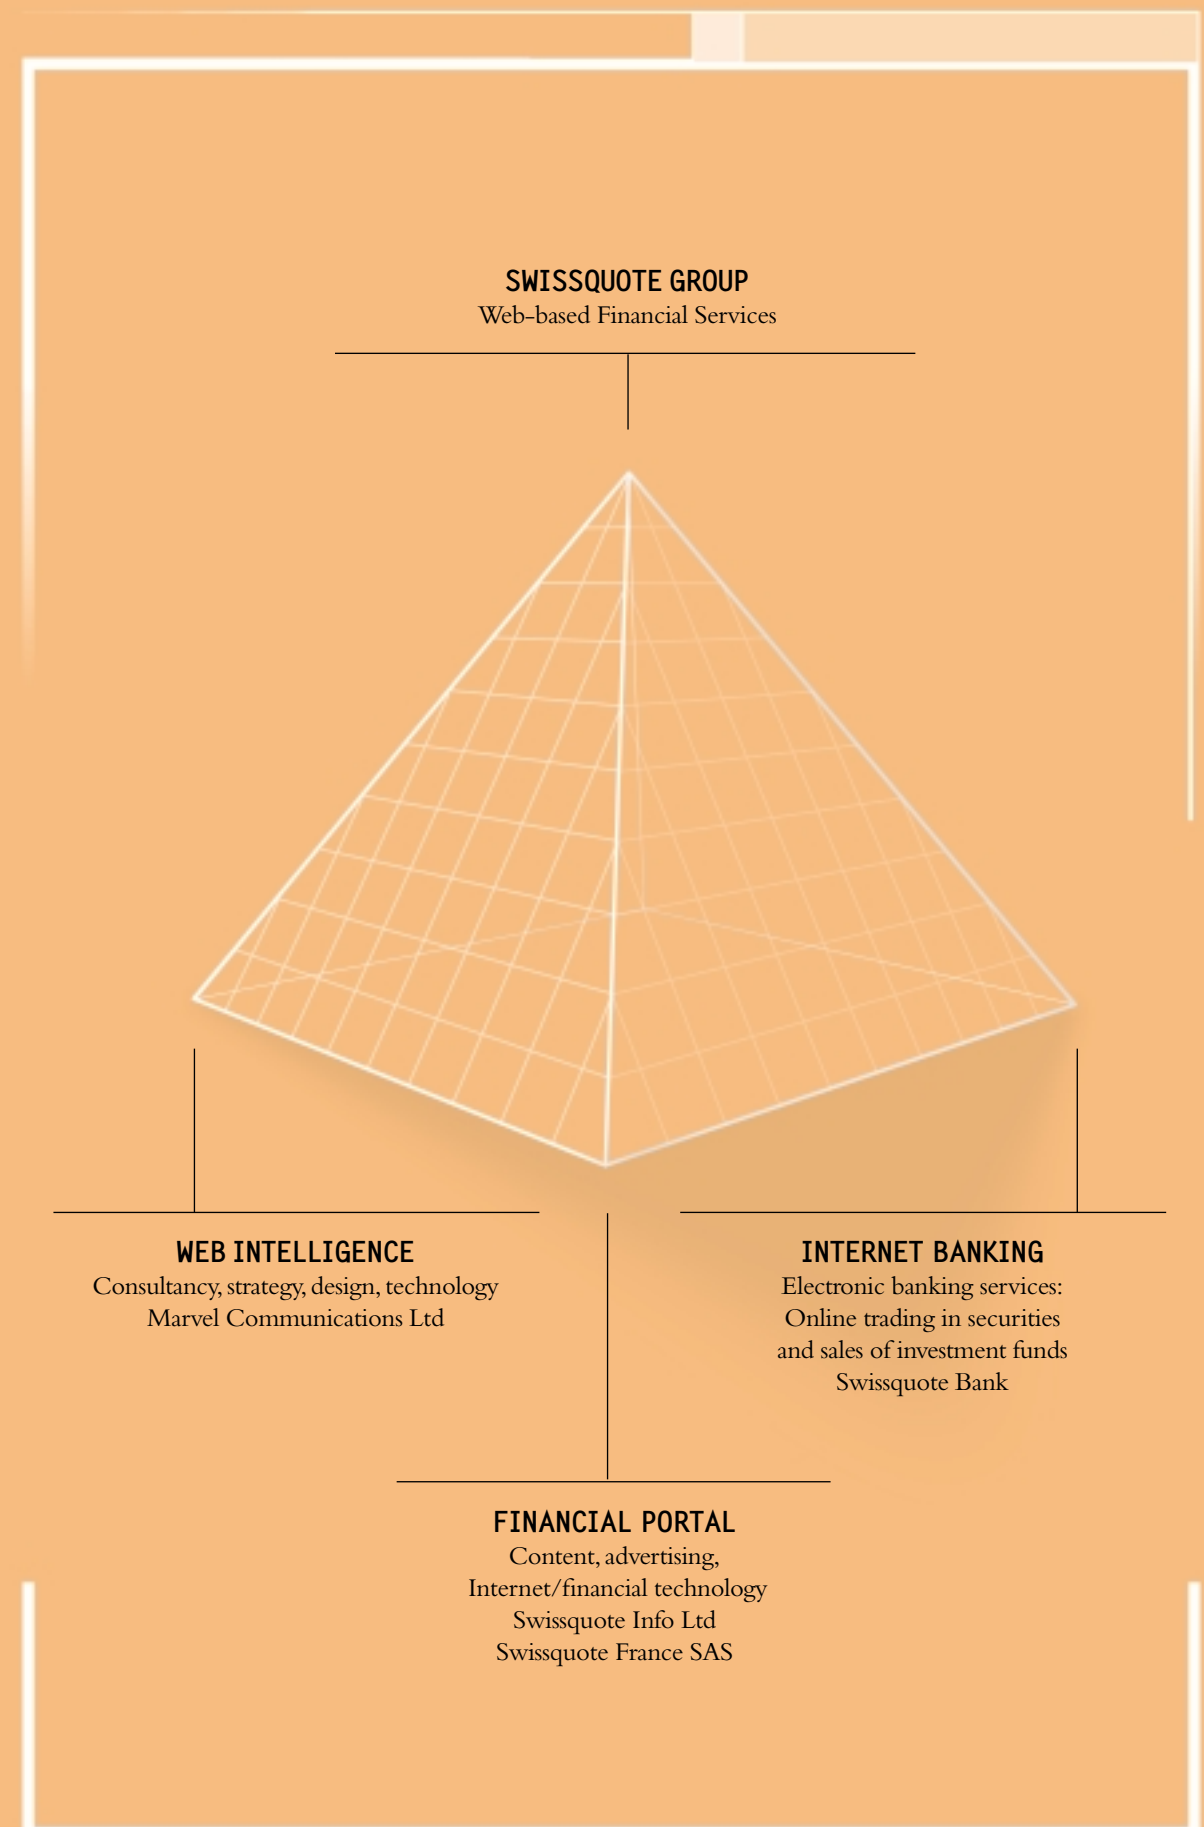 SWISSQUOTE GROUP
Web-based Financial Services
WEB INTELLIGENCE
Consultancy, strategy, design, technology
Marvel Communications Ltd
INTERNET BANKING
Electronic banking services:
Online trading in securities
and sales of investment funds
Swissquote Bank
FINANCIAL PORTAL
Content, advertising,
Internet/financial technology
Swissquote Info Ltd
Swissquote France SAS